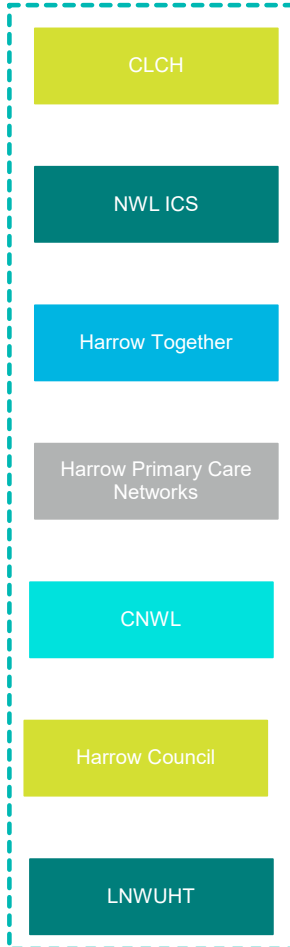 CLCH
NWL ICS
Harrow Together
Harrow Primary Care
Networks
CNWL
Harrow Council
LNWUHT